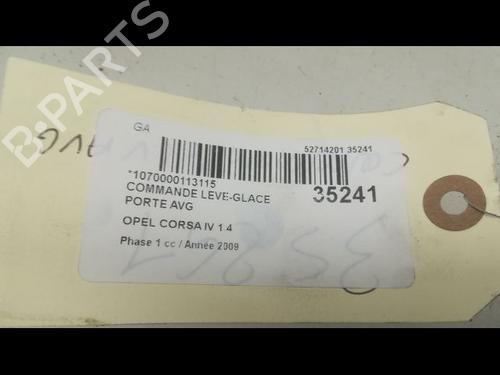 B-PARTS
GA
52714201 35241
*1070000113115
COMMANDE LEVE-GLACE
PORTE AVG
35241
OPEL CORSA IV 1.4
Phase 1 cc / Année 2009
AVG